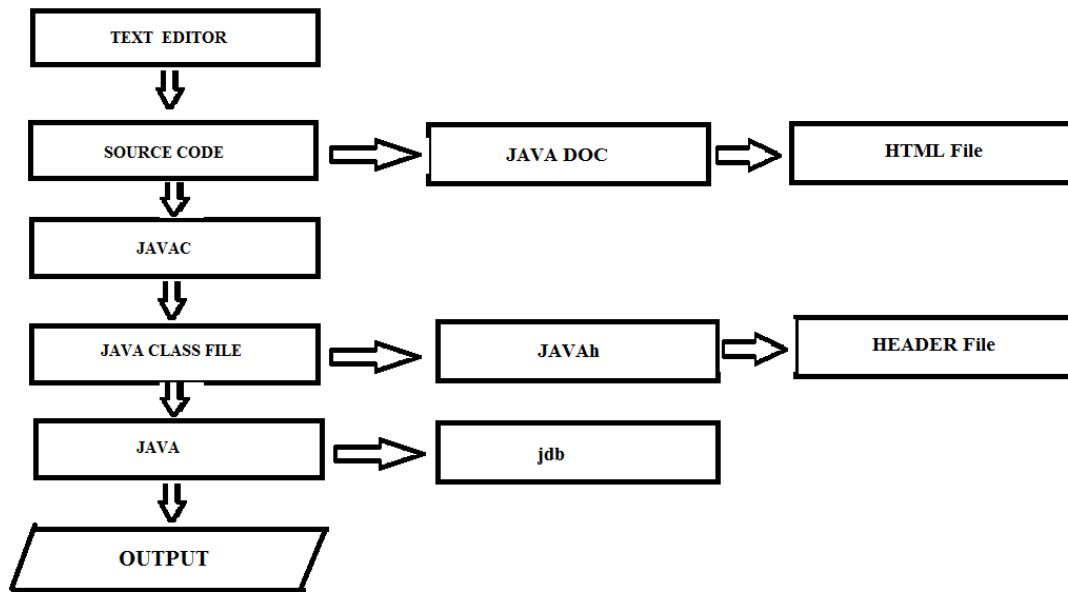 TEXT EDITOR
SOURCE CODE
JAVA DOC
HTML File
JAVAC
JAVA CLASS FILE
JAVAh
HEADER File
JAVA
jdb
OUTPUT